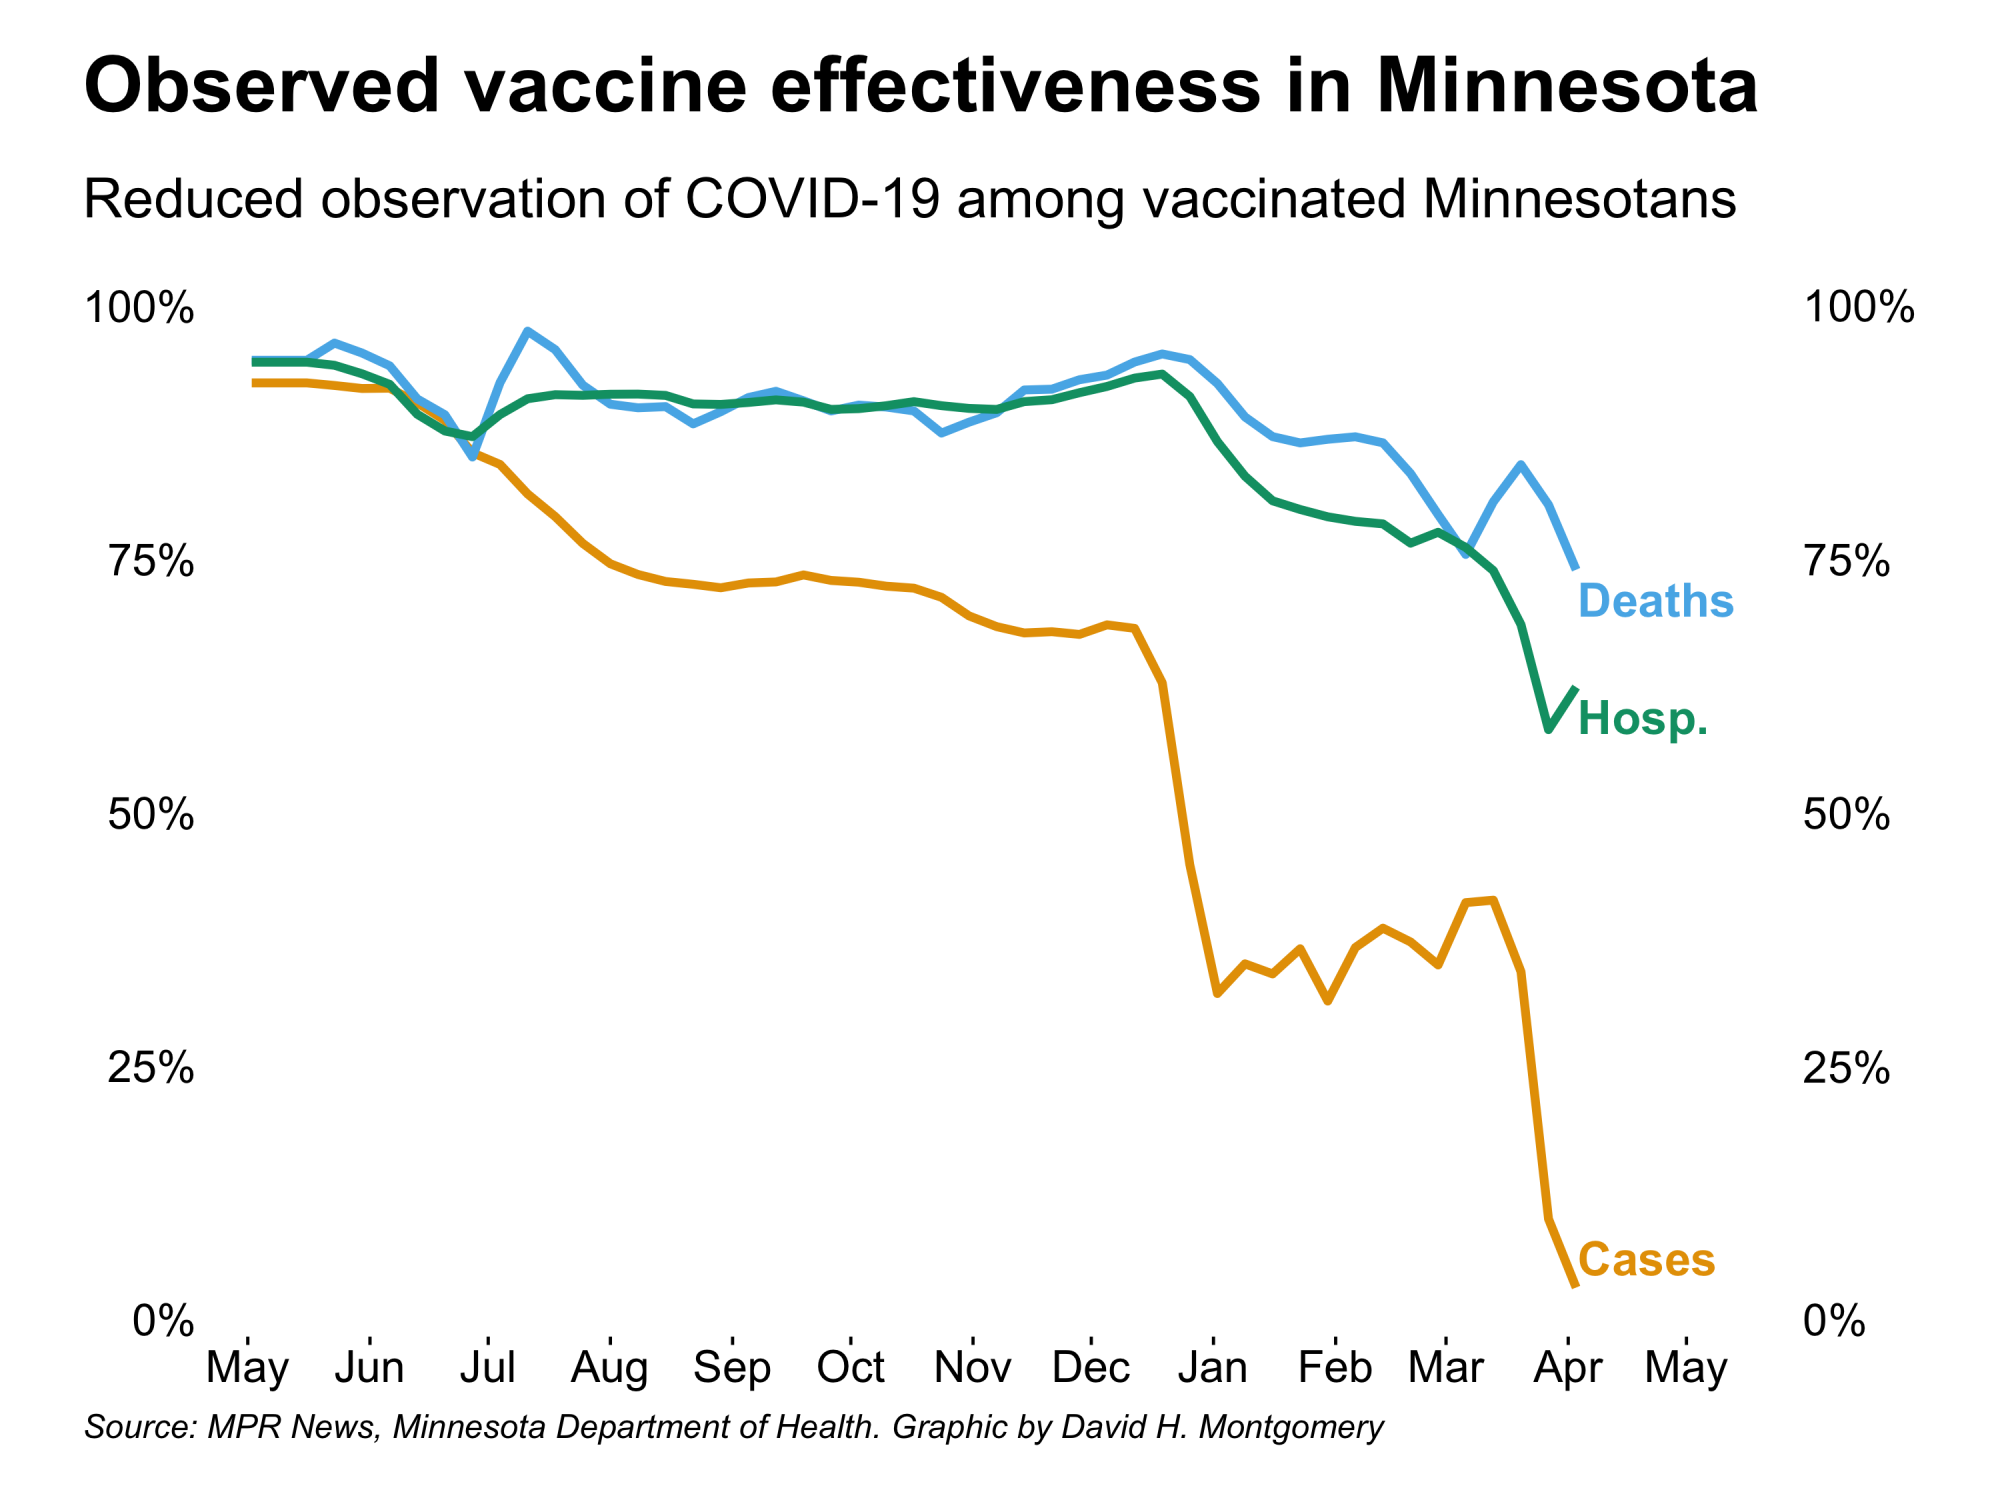 Observed vaccine effectiveness in Minnesota
Reduced observation of COVID-19 among vaccinated Minnesotans
100% 100%
75% 75%
Deaths
Hosp.
50% 50%
25% 25%
Cases
0% 0%
May Jun Jul Aug Sep Oct Nov Dec Jan Feb Mar Apr May
Source: MPR News, Minnesota Department of Health. Graphic by David H. Montgomery